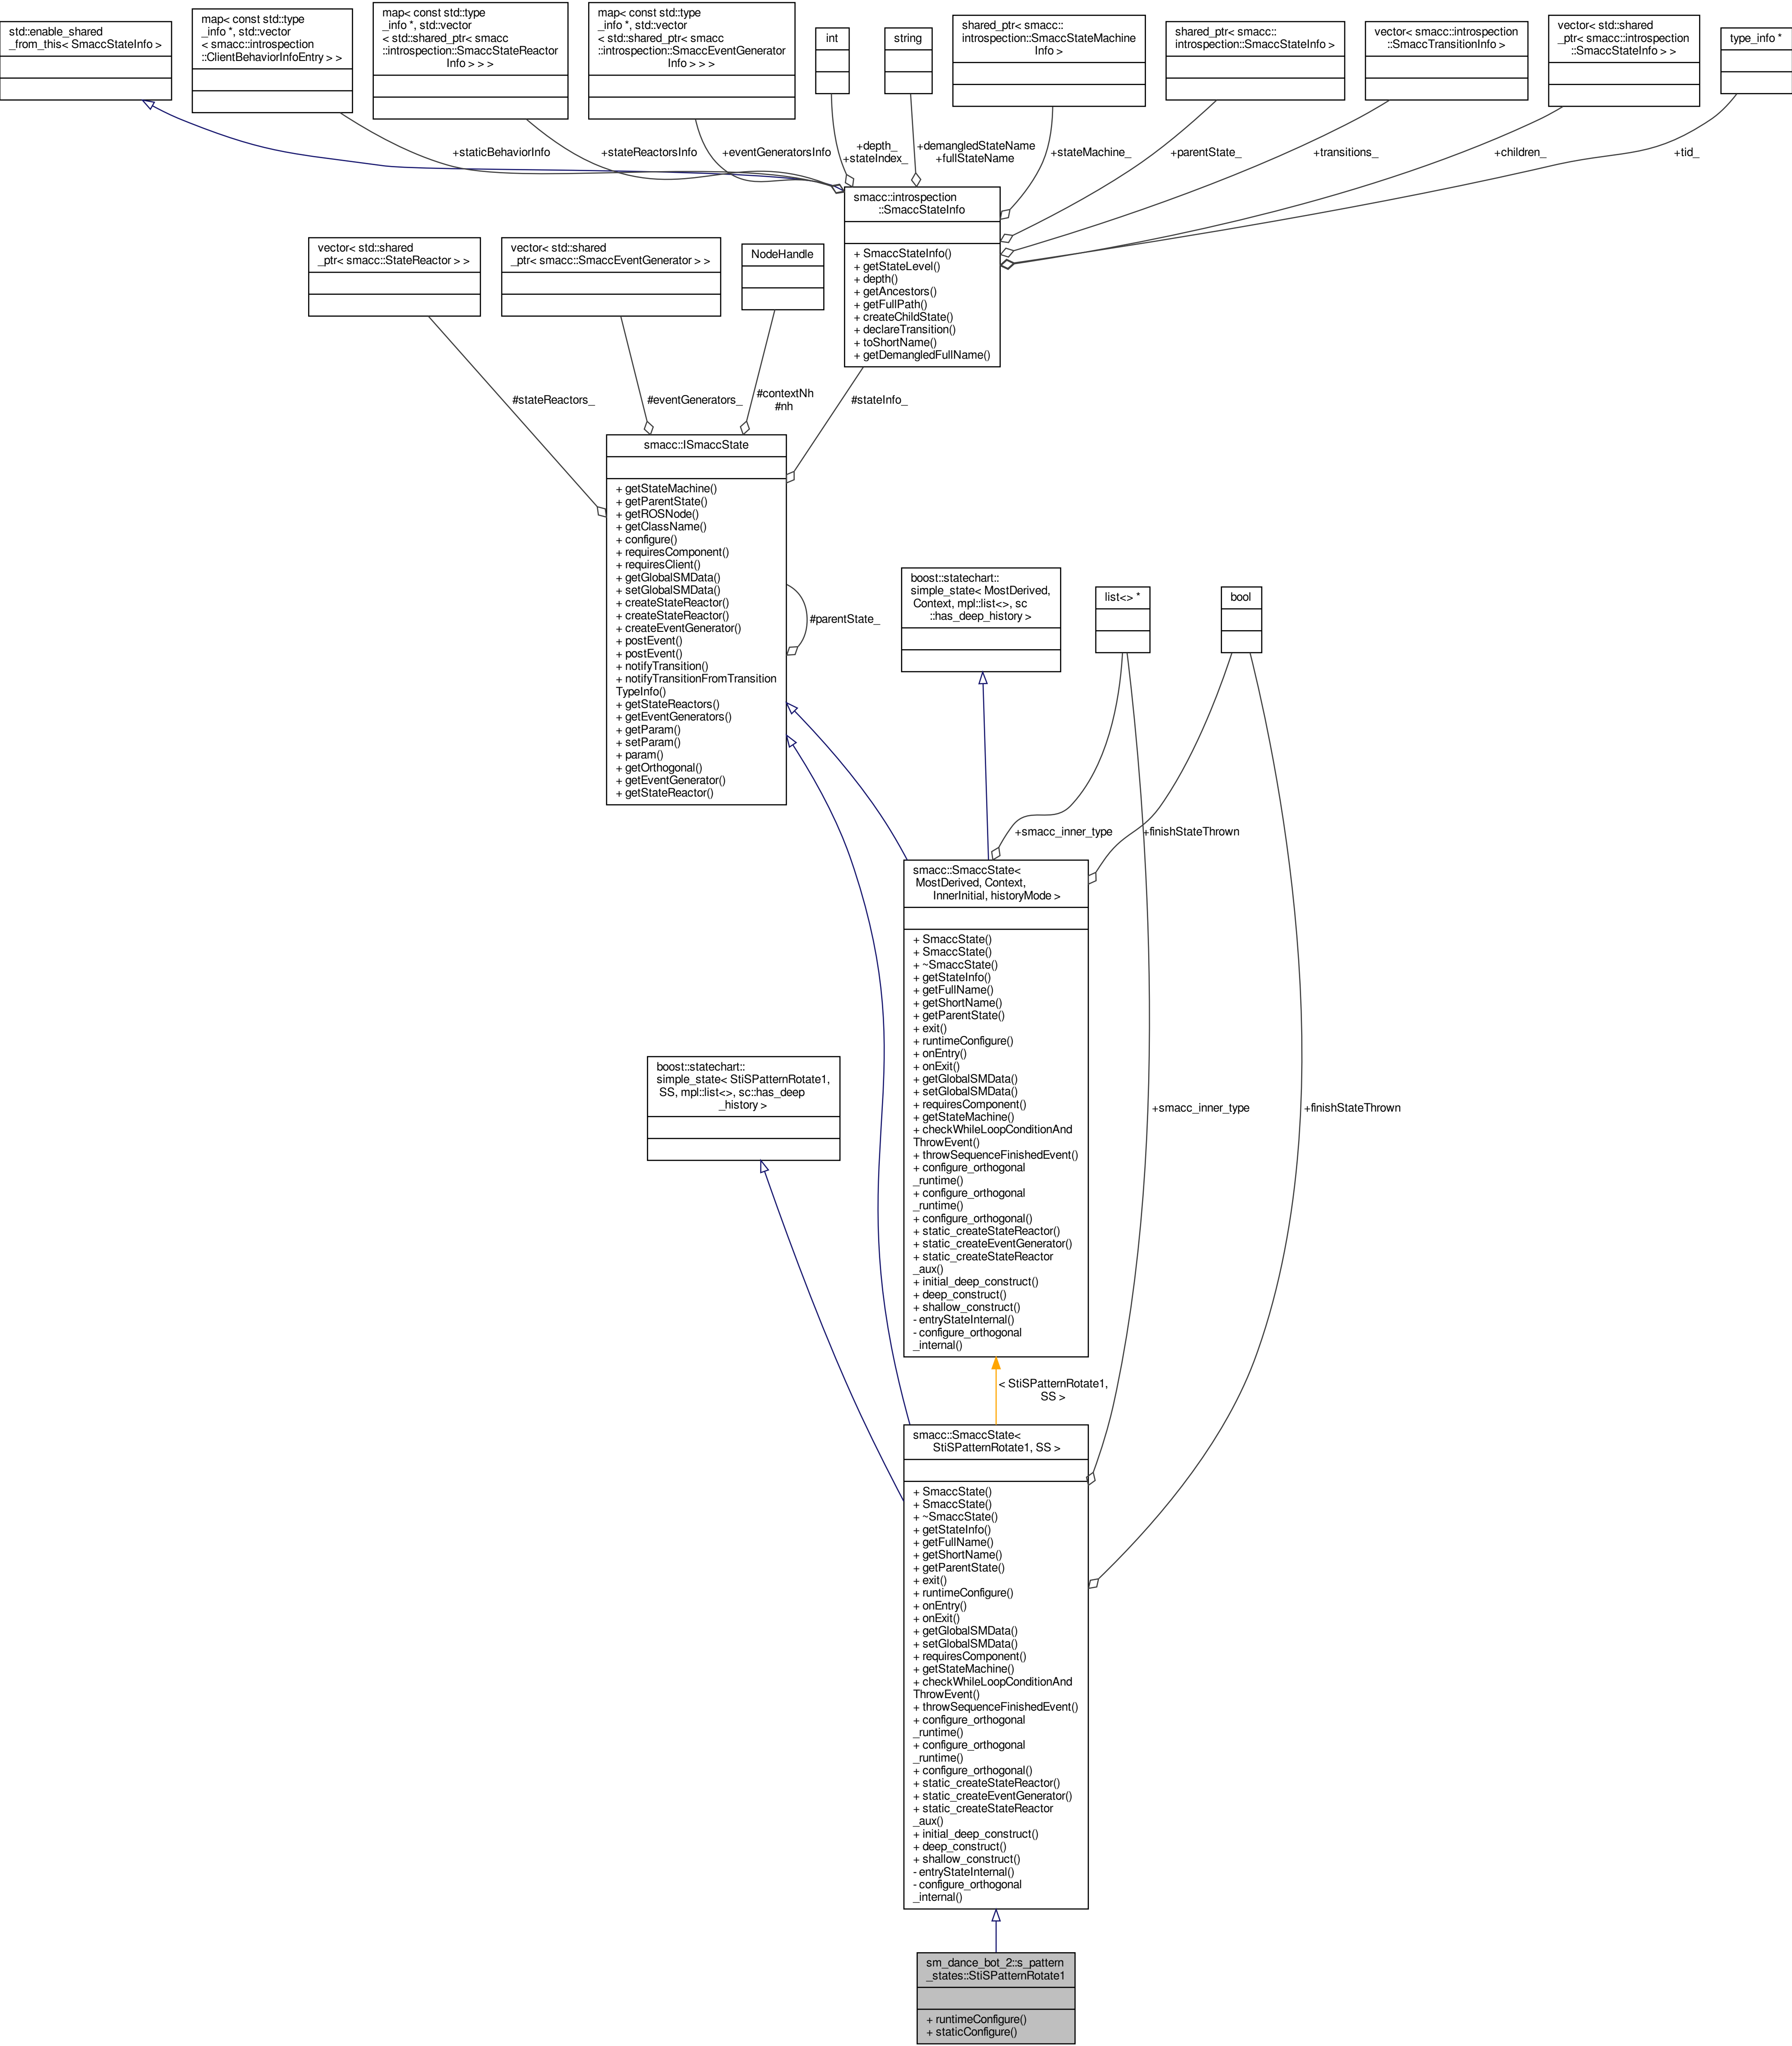 std::enable_shared
_from_this< SmaccStateInfo >
map< const std::type
_info *, std::vector
< smacc::introspection
::ClientBehaviorInfoEntry > >
map< const std::type
_info *, std::vector
< std::shared_ptr< smacc
::introspection::SmaccStateReactor
Info > > >
map< const std::type
_info *, std::vector
< std::shared_ptr< smacc
::introspection::SmaccEventGenerator
Info > > >
int
string
shared_ptr< smacc::
introspection::SmaccStateMachine
Info >
shared_ptr< smacc::
introspection::SmaccStateInfo >
vector< smacc::introspection
::SmaccTransitionInfo >
vector< std::shared
_ptr< smacc::introspection
::SmaccStateInfo > >
type_info *
+staticBehaviorInfo
+stateReactorsInfo
+eventGeneratorsInfo
+depth_
+stateIndex_
+demangledStateName
+fullStateName
+stateMachine_
+parentState_
+transitions_
+children_
+tid_
smacc::introspection
::SmaccStateInfo
+ SmaccStateInfo()
+ getStateLevel()
+ depth()
+ getAncestors()
+ getFullPath()
+ createChildState()
+ declareTransition()
+ toShortName()
+ getDemangledFullName()
vector< std::shared
_ptr< smacc::StateReactor > >
vector< std::shared
_ptr< smacc::SmaccEventGenerator > >
NodeHandle
#stateReactors_
#eventGenerators_
#contextNh
#nh
#stateInfo_
smacc::ISmaccState
+ getStateMachine()
+ getParentState()
+ getROSNode()
+ getClassName()
+ configure()
+ requiresComponent()
+ requiresClient()
+ getGlobalSMData()
+ setGlobalSMData()
+ createStateReactor()
+ createStateReactor()
+ createEventGenerator()
+ postEvent()
+ postEvent()
+ notifyTransition()
+ notifyTransitionFromTransition
TypeInfo()
+ getStateReactors()
+ getEventGenerators()
+ getParam()
+ setParam()
+ param()
+ getOrthogonal()
+ getEventGenerator()
+ getStateReactor()
#parentState_
boost::statechart::
simple_state< MostDerived,
Context, mpl::list<>, sc
::has_deep_history >
list<> *
bool
+smacc_inner_type
+finishStateThrown
smacc::SmaccState<
MostDerived, Context,
InnerInitial, historyMode >
+ SmaccState()
+ SmaccState()
+ ~SmaccState()
+ getStateInfo()
+ getFullName()
+ getShortName()
+ getParentState()
+ exit()
+ runtimeConfigure()
+ onEntry()
+ onExit()
+ getGlobalSMData()
+ setGlobalSMData()
+ requiresComponent()
+ getStateMachine()
+ checkWhileLoopConditionAnd
ThrowEvent()
+ throwSequenceFinishedEvent()
+ configure_orthogonal
_runtime()
+ configure_orthogonal
_runtime()
+ configure_orthogonal()
+ static_createStateReactor()
+ static_createEventGenerator()
+ static_createStateReactor
_aux()
+ initial_deep_construct()
+ deep_construct()
+ shallow_construct()
- entryStateInternal()
- configure_orthogonal
_internal()
boost::statechart::
simple_state< StiSPatternRotate1,
SS, mpl::list<>, sc::has_deep
_history >
+smacc_inner_type
+finishStateThrown
< StiSPatternRotate1,
SS >
smacc::SmaccState<
StiSPatternRotate1, SS >
+ SmaccState()
+ SmaccState()
+ ~SmaccState()
+ getStateInfo()
+ getFullName()
+ getShortName()
+ getParentState()
+ exit()
+ runtimeConfigure()
+ onEntry()
+ onExit()
+ getGlobalSMData()
+ setGlobalSMData()
+ requiresComponent()
+ getStateMachine()
+ checkWhileLoopConditionAnd
ThrowEvent()
+ throwSequenceFinishedEvent()
+ configure_orthogonal
_runtime()
+ configure_orthogonal
_runtime()
+ configure_orthogonal()
+ static_createStateReactor()
+ static_createEventGenerator()
+ static_createStateReactor
_aux()
+ initial_deep_construct()
+ deep_construct()
+ shallow_construct()
- entryStateInternal()
- configure_orthogonal
_internal()
sm_dance_bot_2::s_pattern
_states::StiSPatternRotate1
+ runtimeConfigure()
+ staticConfigure()